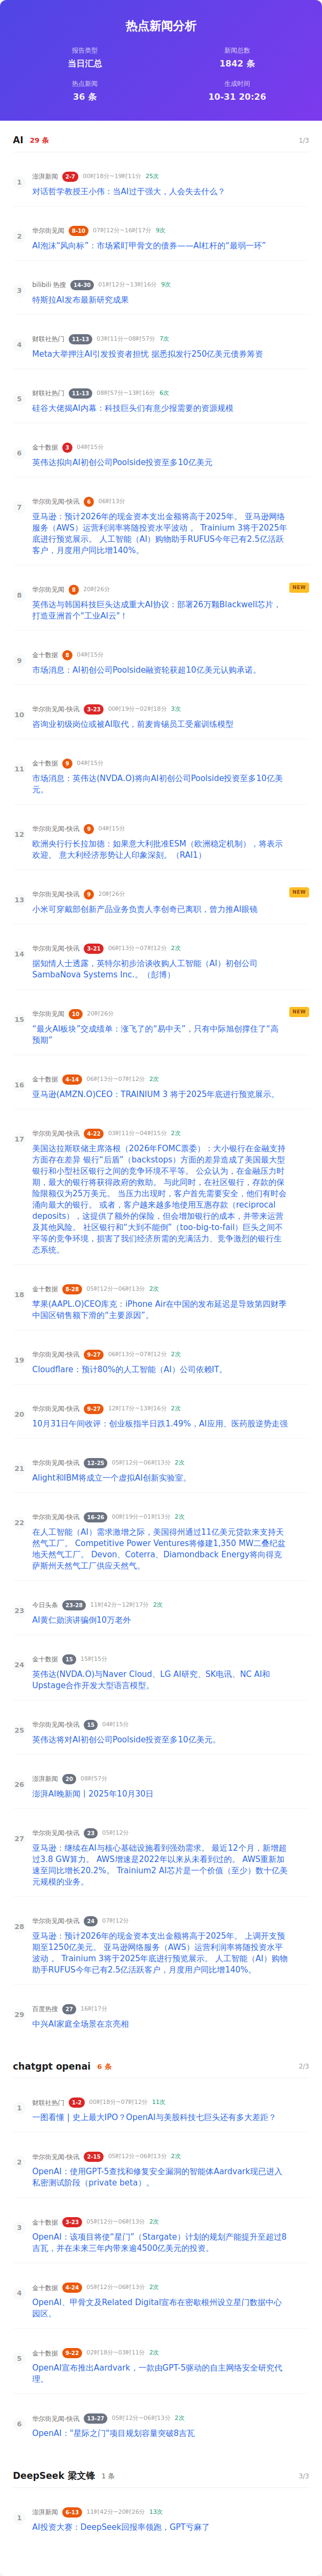 热点新闻分析
报告类型
新闻总数
当日汇总
1842 条
热点新闻
生成时间
36 条
10-31 20:26
AI 29 条 1/3
1 澎湃新闻 2-7 00时18分~19时11分 25次
对话哲学教授王小伟：当AI过于强大，人会失去什么？
2 华尔街见闻 8-10 07时12分~16时17分 9次
AI泡沫“风向标”：市场紧盯甲骨文的债券——AI杠杆的“最弱一环”
3 bilibili 热搜 14-30 01时12分~13时16分 9次
特斯拉AI发布最新研究成果
4 财联社热门 11-13 03时11分~08时57分 7次
Meta大举押注AI引发投资者担忧 据悉拟发行250亿美元债券筹资
5 财联社热门 11-13 08时57分~13时16分 6次
硅谷大佬揭AI内幕：科技巨头们有意少报需要的资源规模
6 金十数据 3 04时15分
英伟达拟向AI初创公司Poolside投资至多10亿美元
7 华尔街见闻-快讯 6 06时13分
亚马逊：预计2026年的现金资本支出金额将高于2025年。 亚马逊网络
服务（AWS）运营利润率将随投资水平波动 。 Trainium 3将于2025年
底进行预览展示。 人工智能（AI）购物助手RUFUS今年已有2.5亿活跃
客户，月度用户同比增140%。
8 华尔街见闻 8 20时26分 NEW
英伟达与韩国科技巨头达成重大AI协议：部署26万颗Blackwell芯片，
打造亚洲首个"工业AI云"！
9 金十数据 8 04时15分
市场消息：AI初创公司Poolside融资轮获超10亿美元认购承诺。
10 华尔街见闻-快讯 3-23 00时19分~02时18分 3次
咨询业初级岗位或被AI取代，前麦肯锡员工受雇训练模型
11 金十数据 9 04时15分
市场消息：英伟达(NVDA.O)将向AI初创公司Poolside投资至多10亿美
元。
12 华尔街见闻-快讯 9 04时15分
欧洲央行行长拉加德：如果意大利批准ESM（欧洲稳定机制），将表示
欢迎。 意大利经济形势让人印象深刻。（RAI1）
13 华尔街见闻-快讯 9 20时26分 NEW
小米可穿戴部创新产品业务负责人李创奇已离职，曾力推AI眼镜
14 华尔街见闻-快讯 3-21 06时13分~07时12分 2次
据知情人士透露，英特尔初步洽谈收购人工智能（AI）初创公司
SambaNova Systems Inc.。（彭博）
15 华尔街见闻 10 20时26分 NEW
“最火AI板块”交成绩单：涨飞了的“易中天”，只有中际旭创撑住了“高
预期”
16 金十数据 4-14 06时13分~07时12分 2次
亚马逊(AMZN.O)CEO：TRAINIUM 3 将于2025年底进行预览展示。
17 华尔街见闻-快讯 4-22 03时11分~04时15分 2次
美国达拉斯联储主席洛根（2026年FOMC票委）：大小银行在金融支持
方面存在差异 银行“后盾”（backstops）方面的差异造成了美国最大型
银行和小型社区银行之间的竞争环境不平等。 公众认为，在金融压力时
期，最大的银行将获得政府的救助。 与此同时，在社区银行，存款的保
险限额仅为25万美元。 当压力出现时，客户首先需要安全，他们有时会
涌向最大的银行。 或者，客户越来越多地使用互惠存款（reciprocal
deposits），这提供了额外的保险，但会增加银行的成本，并带来运营
及其他风险。 社区银行和“大到不能倒”（too-big-to-fail）巨头之间不
平等的竞争环境，损害了我们经济所需的充满活力、竞争激烈的银行生
态系统。
18 金十数据 8-28 05时12分~06时13分 2次
苹果(AAPL.O)CEO库克：iPhone Air在中国的发布延迟是导致第四财季
中国区销售额下滑的“主要原因”。
19 华尔街见闻-快讯 9-27 06时13分~07时12分 2次
Cloudflare：预计80%的人工智能（AI）公司依赖IT。
20 华尔街见闻-快讯 9-27 12时17分~13时16分 2次
10月31日午间收评：创业板指半日跌1.49%，AI应用、医药股逆势走强
21 华尔街见闻-快讯 12-25 05时12分~06时13分 2次
Alight和IBM将成立一个虚拟AI创新实验室。
22 华尔街见闻-快讯 16-26 00时19分~01时13分 2次
在人工智能（AI）需求激增之际，美国得州通过11亿美元贷款来支持天
然气工厂。 Competitive Power Ventures将修建1,350 MW二叠纪盆
地天然气工厂。 Devon、Coterra、Diamondback Energy将向得克
萨斯州天然气工厂供应天然气。
23 今日头条 23-28 11时42分~12时17分 2次
AI黄仁勋演讲骗倒10万老外
24 金十数据 15 15时15分
英伟达(NVDA.O)与Naver Cloud、LG AI研究、SK电讯、NC AI和
Upstage合作开发大型语言模型。
25 华尔街见闻-快讯 15 04时15分
英伟达将对AI初创公司Poolside投资至多10亿美元。
26 澎湃新闻 20 08时57分
澎湃AI晚新闻 | 2025年10月30日
27 华尔街见闻-快讯 23 05时12分
亚马逊：继续在AI与核心基础设施看到强劲需求。 最近12个月，新增超
过3.8 GW算力。 AWS增速是2022年以来从未看到过的。 AWS重新加
速至同比增长20.2%。 Trainium2 AI芯片是一个价值（至少）数十亿美
元规模的业务。
28 华尔街见闻-快讯 24 07时12分
亚马逊：预计2026年的现金资本支出金额将高于2025年。 上调开支预
期至1250亿美元。 亚马逊网络服务（AWS）运营利润率将随投资水平
波动 。 Trainium 3将于2025年底进行预览展示。 人工智能（AI）购物
助手RUFUS今年已有2.5亿活跃客户，月度用户同比增140%。
29 百度热搜 27 16时17分
中兴AI家庭全场景在京亮相
chatgpt openai 6 条 2/3
1 财联社热门 1-2 00时18分~07时12分 11次
一图看懂 | 史上最大IPO？OpenAI与美股科技七巨头还有多大差距？
2 华尔街见闻-快讯 2-15 05时12分~06时13分 2次
OpenAI：使用GPT-5查找和修复安全漏洞的智能体Aardvark现已进入
私密测试阶段（private beta）。
3 金十数据 3-23 05时12分~06时13分 2次
OpenAI：该项目将使”星门”（Stargate）计划的规划产能提升至超过8
吉瓦，并在未来三年内带来逾4500亿美元的投资。
4 金十数据 4-24 05时12分~06时13分 2次
OpenAI、甲骨文及Related Digital宣布在密歇根州设立星门数据中心
园区。
5 金十数据 9-22 02时18分~03时11分 2次
OpenAI宣布推出Aardvark，一款由GPT-5驱动的自主网络安全研究代
理。
6 华尔街见闻-快讯 13-27 05时12分~06时13分 2次
OpenAI："星际之门"项目规划容量突破8吉瓦
DeepSeek 梁文锋 1 条 3/3
1 澎湃新闻 6-13 11时42分~20时26分 13次
AI投资大赛：DeepSeek回报率领跑，GPT亏麻了